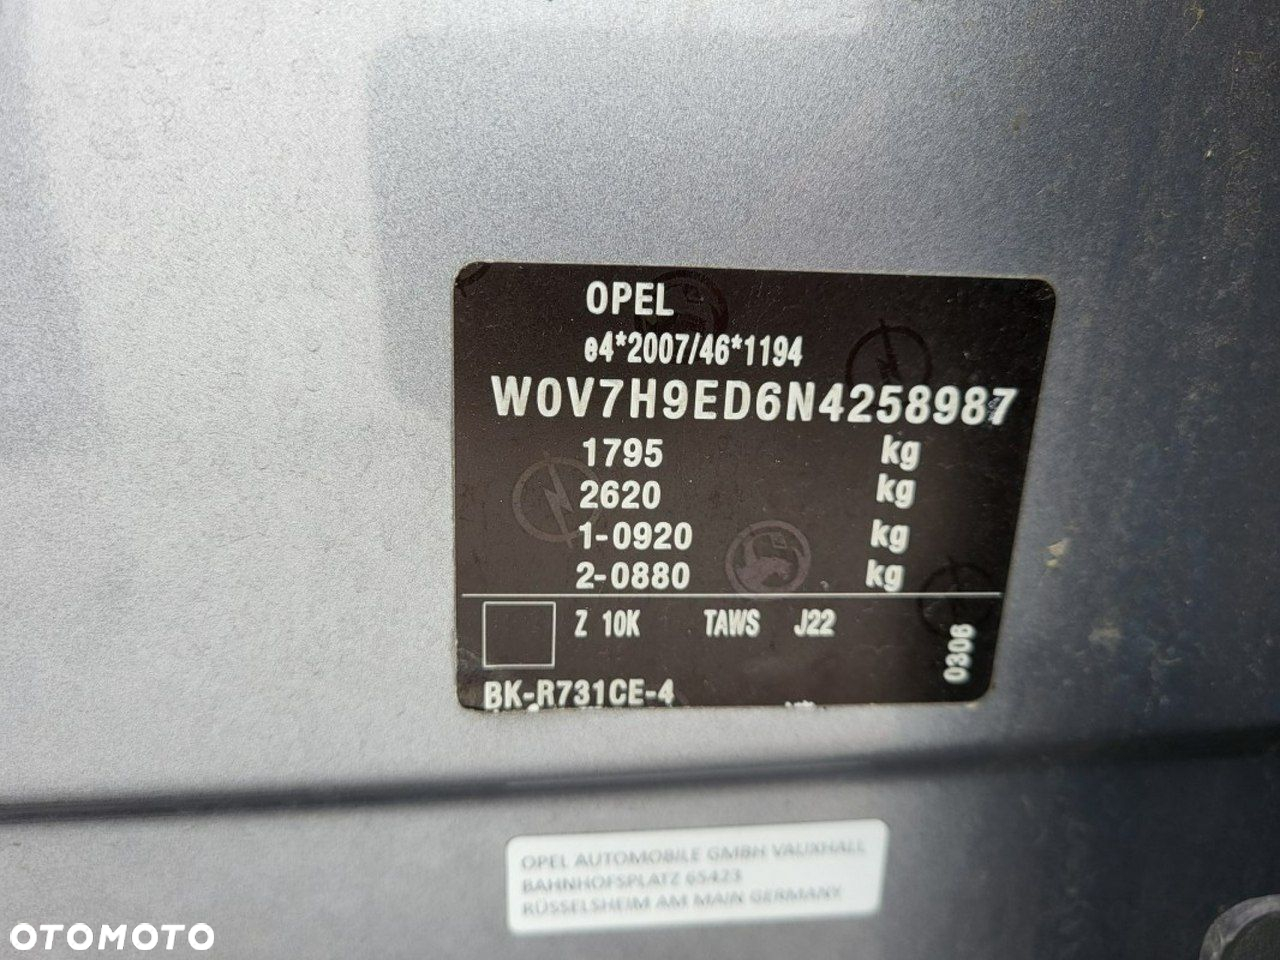 OPEL
e4*2007/46*1194
W0V7H9ED6N4258987
1795 kg
2620 kg
1-0920 kg
2-0880 kg
Z 10K TAWS J22
0306
BK-R731CE-4
OPEL AUTOMOBILE GMBH VAUXHALL
BAHNHOFSPLATZ 65423
RÜSSELSHEIM AM MAIN GERMANY
OTOMOTO